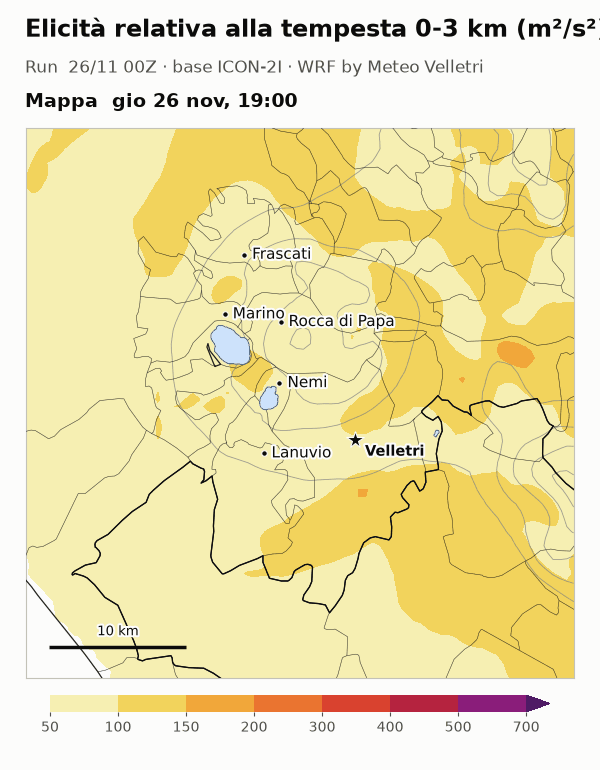 Elicità relativa alla tempesta 0-3 km (m²/s²)
Run 26/11 00Z · base ICON-2I · WRF by Meteo Velletri
Mappa gio 26 nov, 19:00
Frascati
Marino
Rocca di Papa
Nemi
Velletri
Lanuvio
10 km
50 100 150 200 300 400 500 700